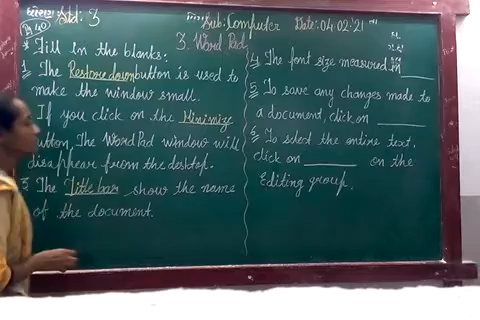 Std: 3
Sub: Computer
Date: 04.02.'21
3. Word Pad
* Fill in the blanks:
1 The Restore down button is used to
make the window small.
If you click on the Minimize
button, The WordPad window will
disappear from the desktop.
3 The Title bar show the name
of the document.
4 The font size measured in ______
5 To save any changes made to
a document, click on ______
6 To select the entire text,
click on ______ on the
Editing group.